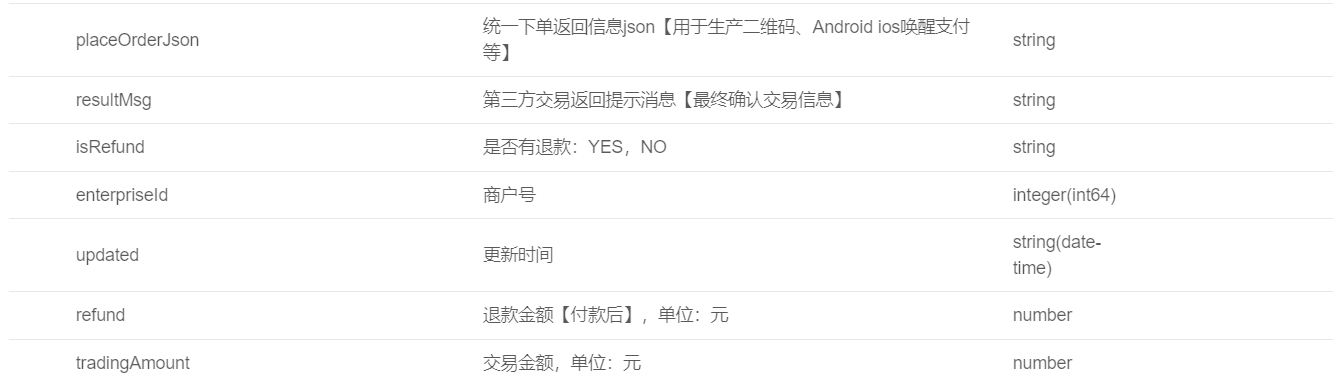 placeOrderJson 统一下单返回信息json【用于生产二维码、Android ios唤醒支付 string
等】
resultMsg 第三方交易返回提示消息【最终确认交易信息】 string
isRefund 是否有退款：YES，NO string
enterpriseId 商户号 integer(int64)
updated 更新时间 string(date-
time)
refund 退款金额【付款后】，单位：元 number
tradingAmount 交易金额，单位：元 number